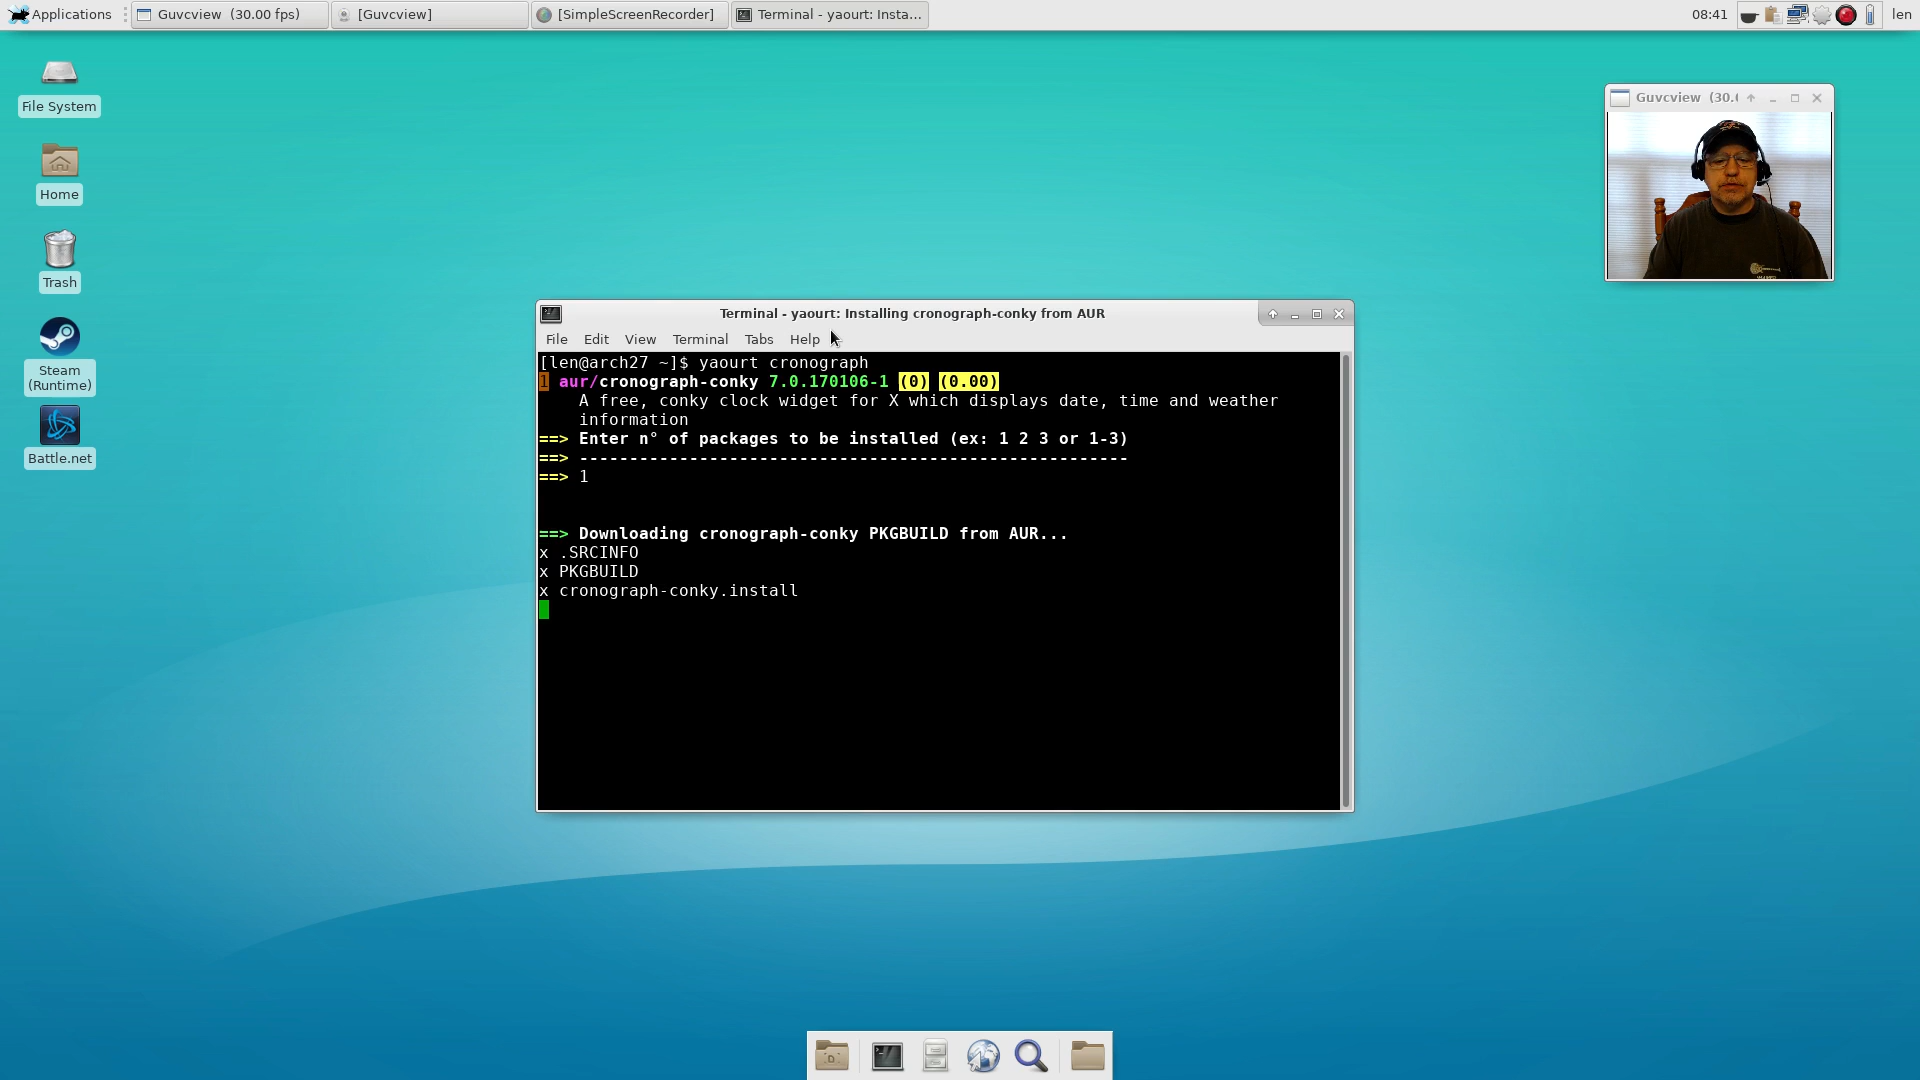 Applications
Guvcview (30.00 fps)
[Guvcview]
[SimpleScreenRecorder]
Terminal - yaourt: Insta...
08:41
len
File System
Home
Trash
Steam
(Runtime)
Battle.net
Guvcview (30.
Terminal - yaourt: Installing cronograph-conky from AUR
File Edit View Terminal Tabs Help
[len@arch27 ~]$ yaourt cronograph
1 aur/cronograph-conky 7.0.170106-1 (0) (0.00)
A free, conky clock widget for X which displays date, time and weather
information
==> Enter n° of packages to be installed (ex: 1 2 3 or 1-3)
==> -------------------------------------------------------
==> 1
==> Downloading cronograph-conky PKGBUILD from AUR...
x .SRCINFO
x PKGBUILD
x cronograph-conky.install